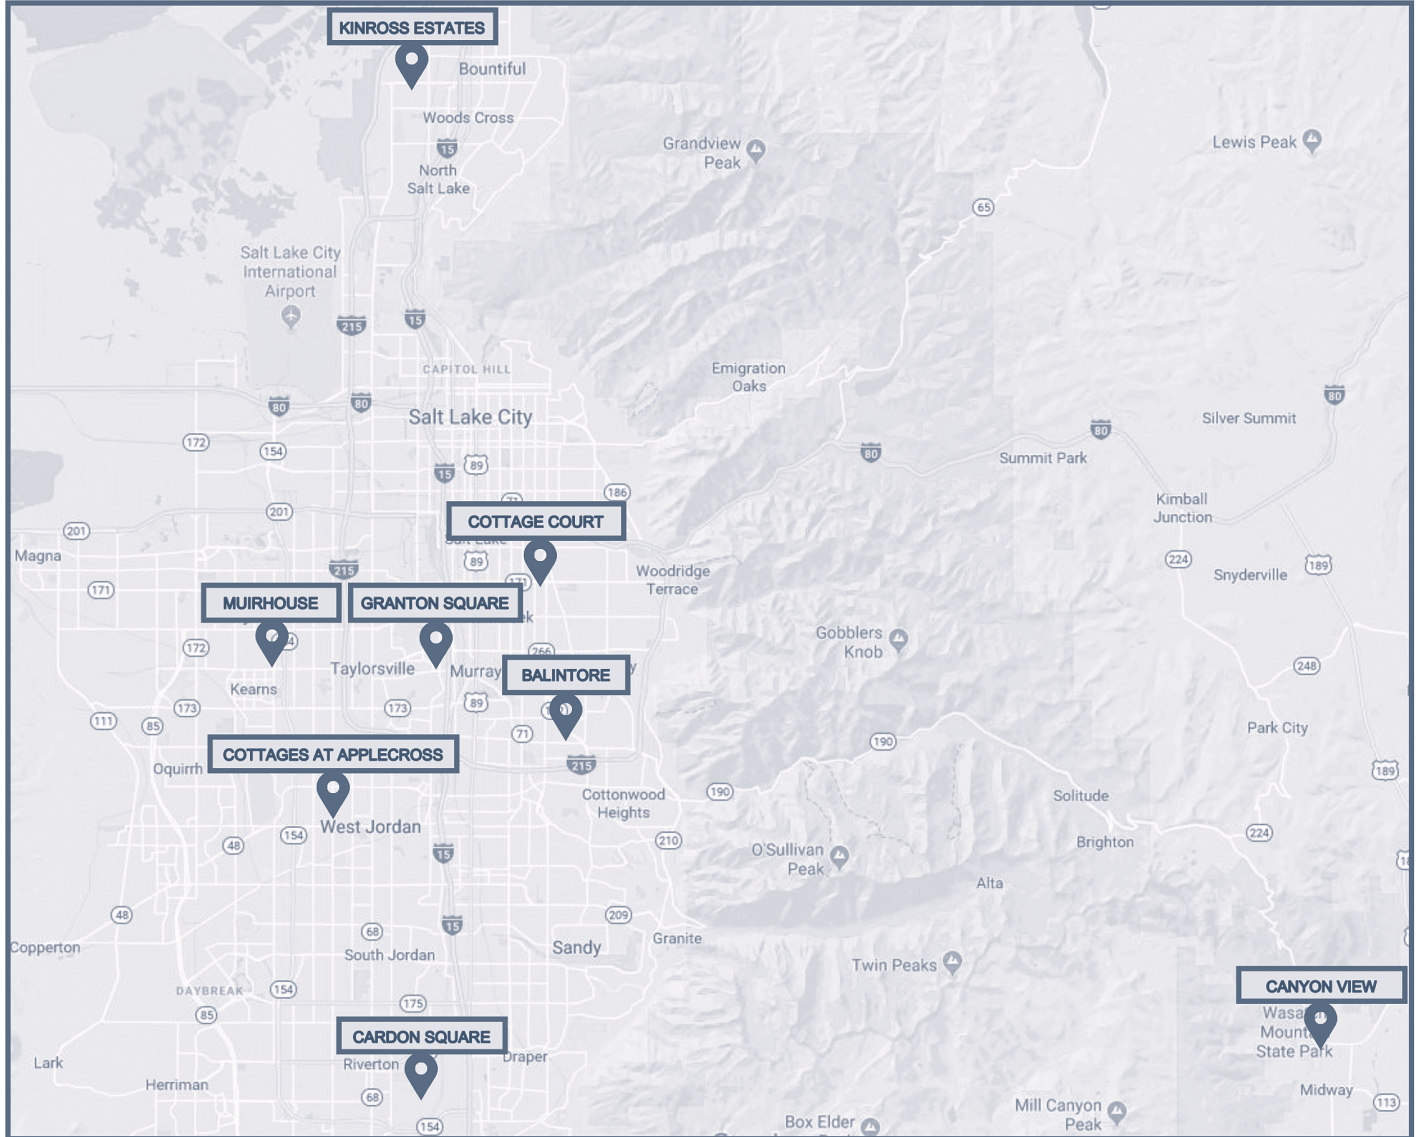 KINROSS ESTATES
Bountiful
Woods Cross
15
North
Salt Lake
Grandview
Peak
Lewis Peak
65
Salt Lake City
International
Airport
215
15
CAPITOL HILL
Emigration
Oaks
80
80
80
Salt Lake City
Silver Summit
172
154
80
80
Summit Park
15
89
186
Kimball
Junction
201
71
COTTAGE COURT
201
Salt Lake
Magna
215
89
171
Woodridge
Terrace
224
Snyderville
189
171
MUIRHOUSE
GRANTON SQUARE
Gobblers
Knob
172
266
248
Taylorsville
Murray
BALINTORE
Kearns
173
173
89
111
85
71
190
Park City
COTTAGES AT APPLECROSS
Oquirrh
215
189
190
Cottonwood
Heights
Solitude
West Jordan
154
48
15
210
O'Sullivan
Peak
Brighton
224
Alta
48
209
15
68
South Jordan
Sandy
Granite
Copperton
Twin Peaks
CANYON VIEW
DAYBREAK
154
175
85
CARDON SQUARE
State Park
Lark
Riverton
Draper
Herriman
68
Midway
113
154
Box Elder
Mill Canyon
Peak